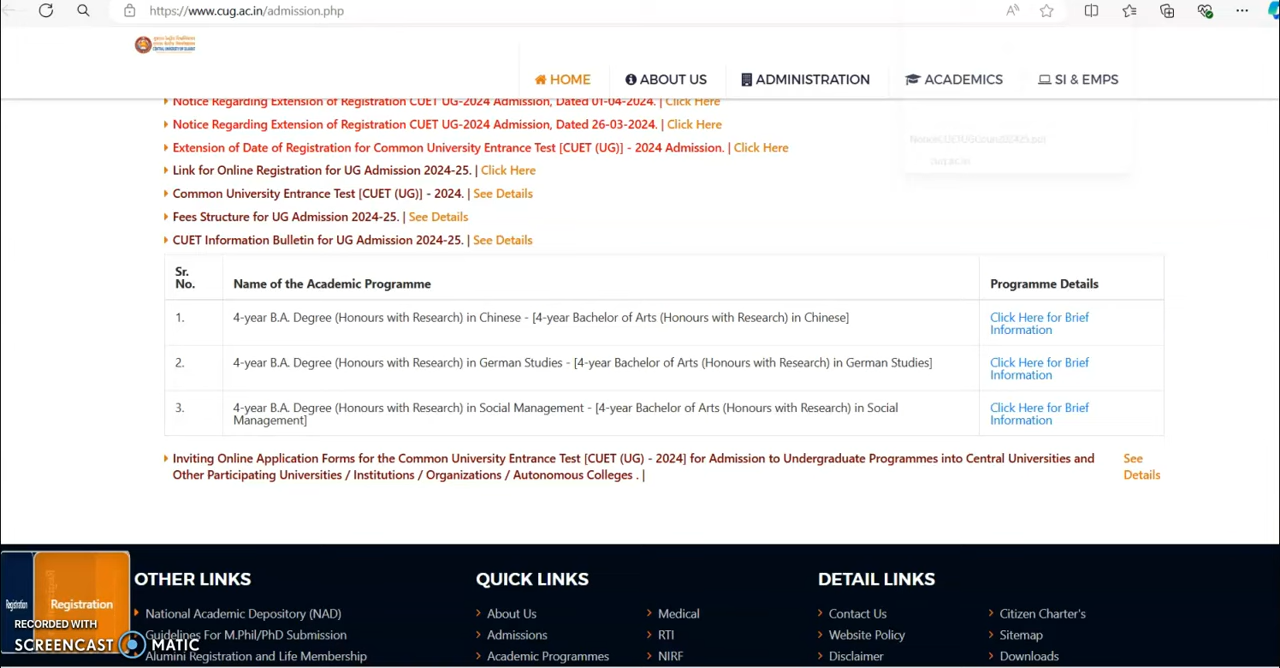 https://www.cug.ac.in/admission.php
HOME
ABOUT US
ADMINISTRATION
ACADEMICS
SI & EMPS
Notice Regarding Extension of Registration CUET UG-2024 Admission, Dated 01-04-2024. | Click Here
Notice Regarding Extension of Registration CUET UG-2024 Admission, Dated 26-03-2024. | Click Here
Extension of Date of Registration for Common University Entrance Test [CUET (UG)] - 2024 Admission. | Click Here
Link for Online Registration for UG Admission 2024-25. | Click Here
Common University Entrance Test [CUET (UG)] - 2024. | See Details
Fees Structure for UG Admission 2024-25. | See Details
CUET Information Bulletin for UG Admission 2024-25. | See Details
Sr. No. Name of the Academic Programme Programme Details
1. 4-year B.A. Degree (Honours with Research) in Chinese - [4-year Bachelor of Arts (Honours with Research) in Chinese] Click Here for Brief Information
2. 4-year B.A. Degree (Honours with Research) in German Studies - [4-year Bachelor of Arts (Honours with Research) in German Studies] Click Here for Brief Information
3. 4-year B.A. Degree (Honours with Research) in Social Management - [4-year Bachelor of Arts (Honours with Research) in Social Management] Click Here for Brief Information
Inviting Online Application Forms for the Common University Entrance Test [CUET (UG) - 2024] for Admission to Undergraduate Programmes into Central Universities and
Other Participating Universities / Institutions / Organizations / Autonomous Colleges . |
See
Details
OTHER LINKS
National Academic Depository (NAD)
Guidelines For M.Phil/PhD Submission
Alumini Registration and Life Membership
QUICK LINKS
About Us
Admissions
Academic Programmes
Medical
RTI
NIRF
DETAIL LINKS
Contact Us
Website Policy
Disclaimer
Citizen Charter's
Sitemap
Downloads
Registration
Registration
RECORDED WITH
SCREENCAST MATIC